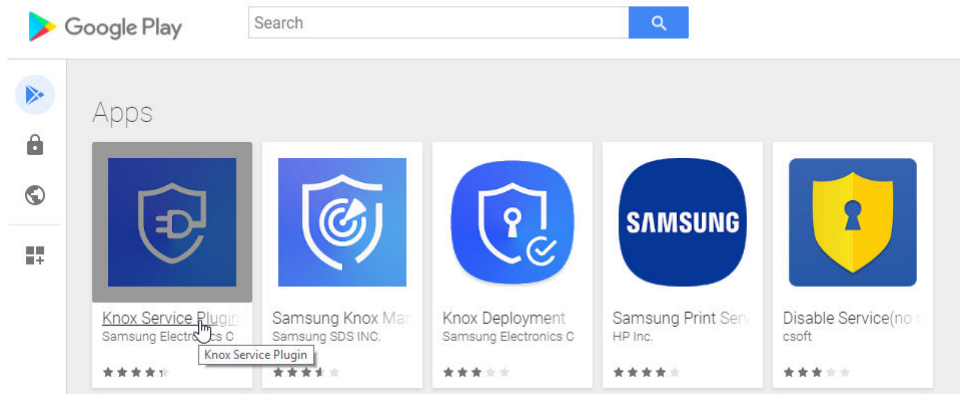 Google Play
Search
Apps
SAMSUNG
Knox Service Plugin
Samsung Knox Ma
Knox Deployment
Samsung Print Serv
Disable Service(no
Samsung Electronics C
Samsung SDS INC.
Samsung Electronics C
HP Inc.
csoft
Knox Service Plugin